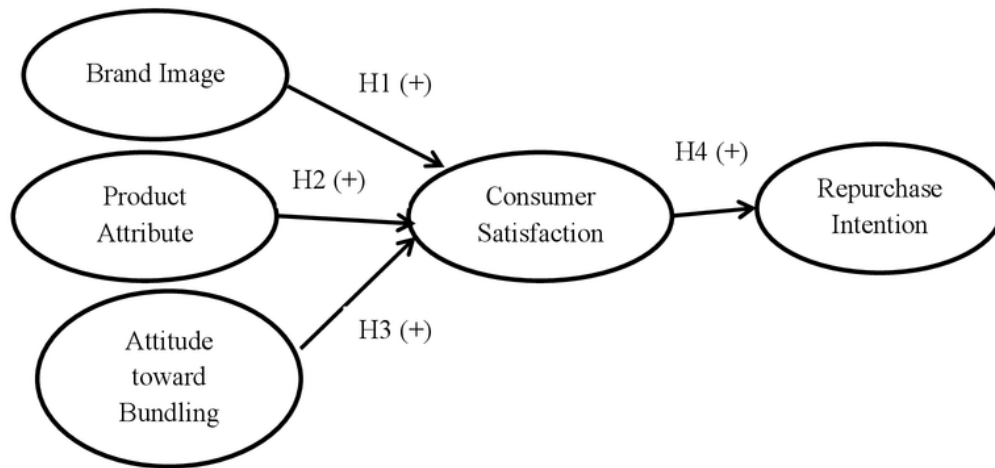 Brand Image
H1 (+)
Product
Attribute
H2 (+)
Attitude
toward
Bundling
H3 (+)
Consumer
Satisfaction
H4 (+)
Repurchase
Intention